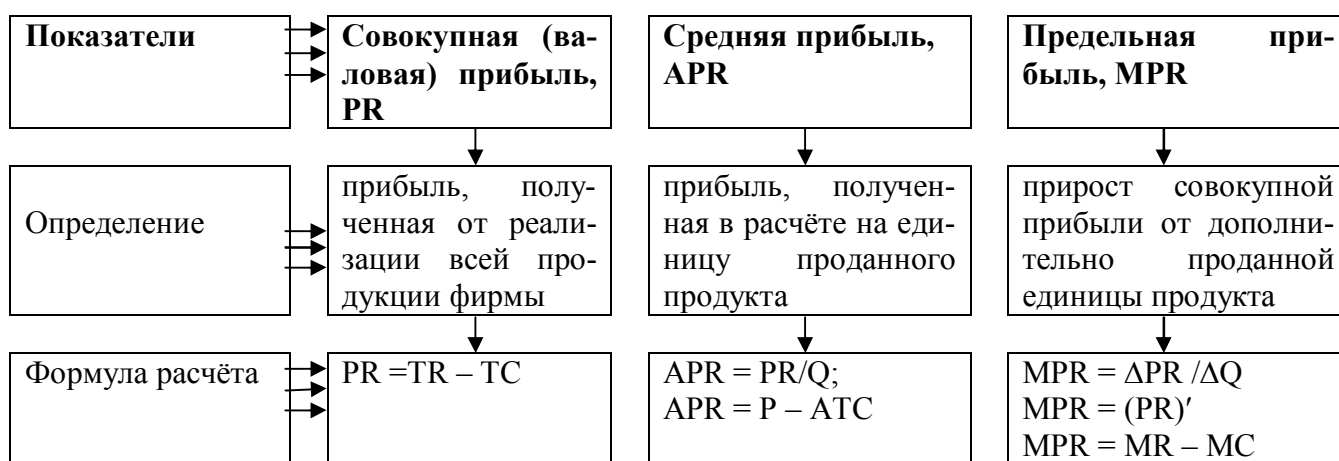 Показатели
Совокупная (ва-
ловая) прибыль,
PR
Средняя прибыль,
APR
Предельная при-
быль, MPR
Определение
прибыль, полу-
ченная от реали-
зации всей про-
дукции фирмы
прибыль, получен-
ная в расчёте на еди-
ницу проданного
продукта
прирост совокупной
прибыли от дополни-
тельно проданной
единицы продукта
Формула расчёта
PR =TR – TC
APR = PR/Q;
APR = P – ATC
MPR = ΔPR /ΔQ
MPR = (PR)′
MPR = MR – MC